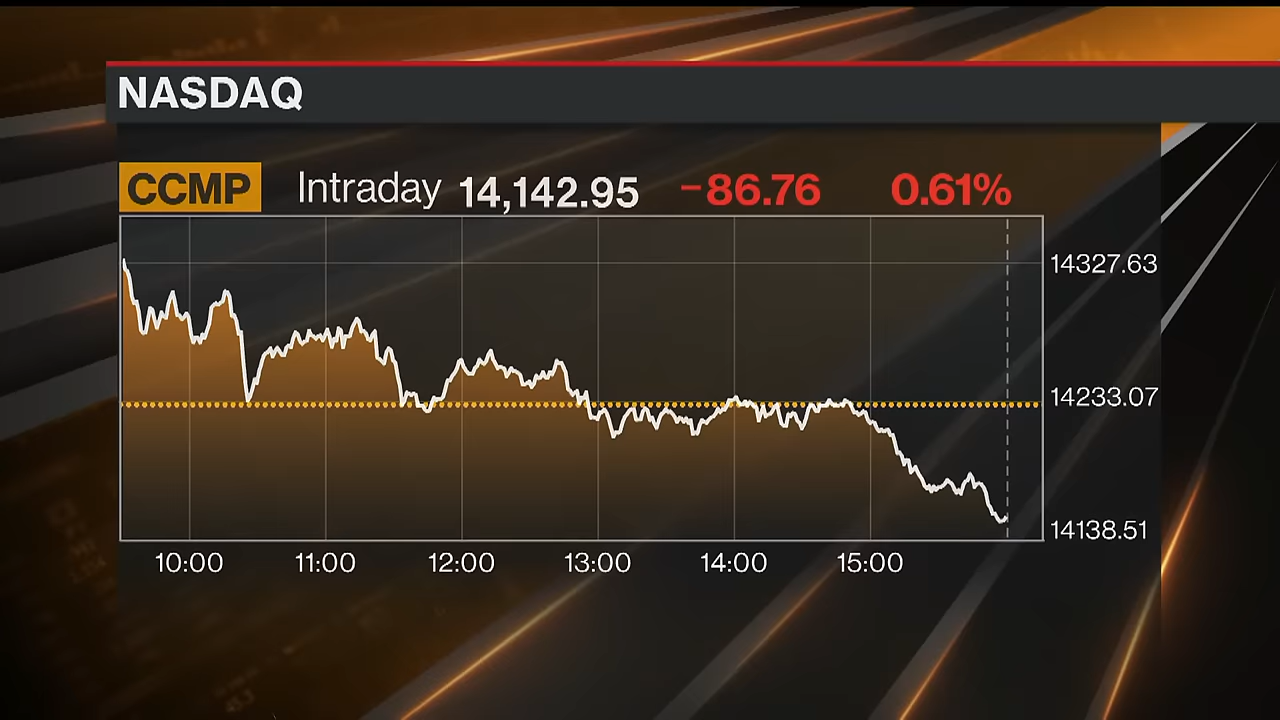 NASDAQ
CCMP Intraday 14,142.95 -86.76 0.61%
14327.63
14233.07
14138.51
10:00 11:00 12:00 13:00 14:00 15:00